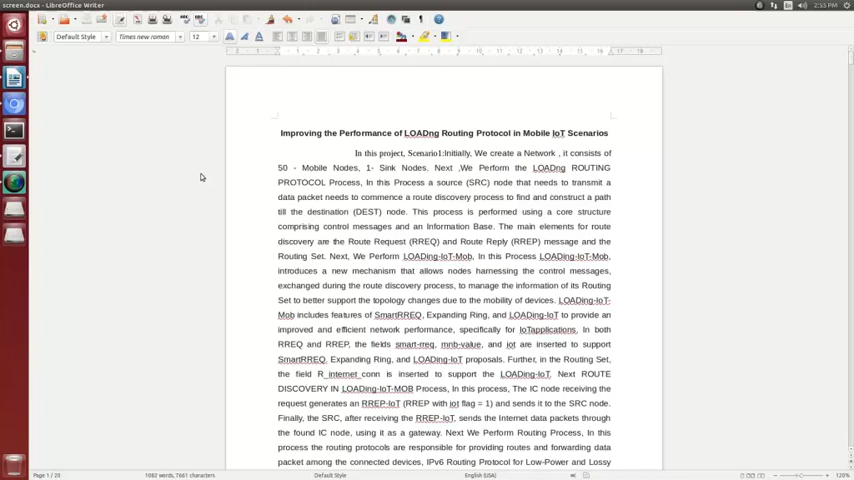 screen.docx - LibreOffice Writer
En
2:55 PM
Default Style
Times new roman
12
Improving the Performance of LOADng Routing Protocol in Mobile IoT Scenarios
In this project, Scenario1:Initially, We create a Network , it consists of
50 - Mobile Nodes, 1- Sink Nodes. Next ,We Perform the LOADng ROUTING
PROTOCOL Process, In this Process a source (SRC) node that needs to transmit a
data packet needs to commence a route discovery process to find and construct a path
till the destination (DEST) node. This process is performed using a core structure
comprising control messages and an Information Base. The main elements for route
discovery are the Route Request (RREQ) and Route Reply (RREP) message and the
Routing Set. Next, We Perform LOADng-IoT-Mob, In this Process LOADng-IoT-Mob,
introduces a new mechanism that allows nodes harnessing the control messages,
exchanged during the route discovery process, to manage the information of its Routing
Set to better support the topology changes due to the mobility of devices. LOADing-IoT-
Mob includes features of SmartRREQ, Expanding Ring, and LOADng-IoT to provide an
improved and efficient network performance, specifically for IoTapplications, In both
RREQ and RREP, the fields smart-rreq, mnb-value, and iot are inserted to support
SmartRREQ, Expanding Ring, and LOADng-IoT proposals. Further, in the Routing Set,
the field R_internet_conn is inserted to support the LOADng-IoT. Next ROUTE
DISCOVERY IN LOADng-IoT-MOB Process, In this process, The IC node receiving the
request generates an RREP-IoT (RREP with iot flag = 1) and sends it to the SRC node.
Finally, the SRC, after receiving the RREP-IoT, sends the Internet data packets through
the found IC node, using it as a gateway. Next We Perform Routing Process, In this
process the routing protocols are responsible for providing routes and forwarding data
packet among the connected devices, IPv6 Routing Protocol for Low-Power and Lossy
Page 1 / 20
1082 words, 7661 characters
Default Style
English (USA)
120%